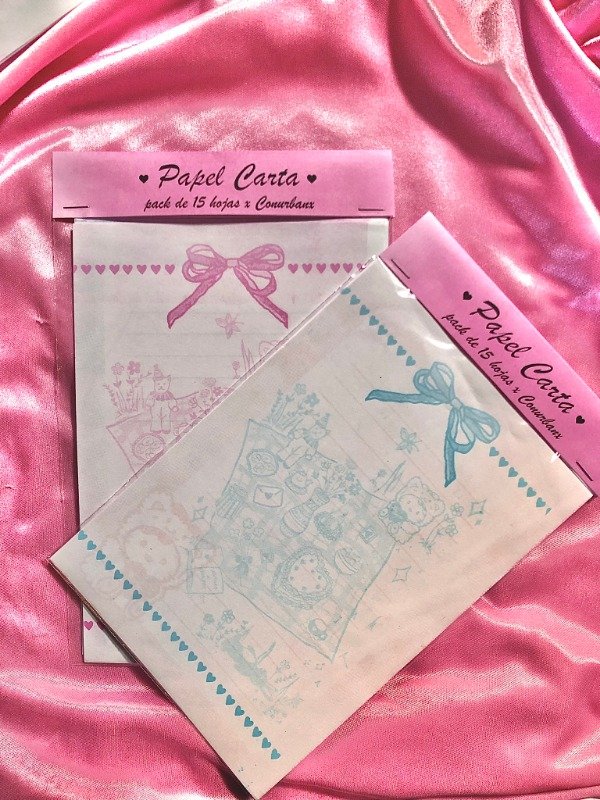 ♥ Papel Carta ♥
pack de 15 hojas x Conurbanx
♥ Papel Carta ♥
pack de 15 hojas x Conurbanx